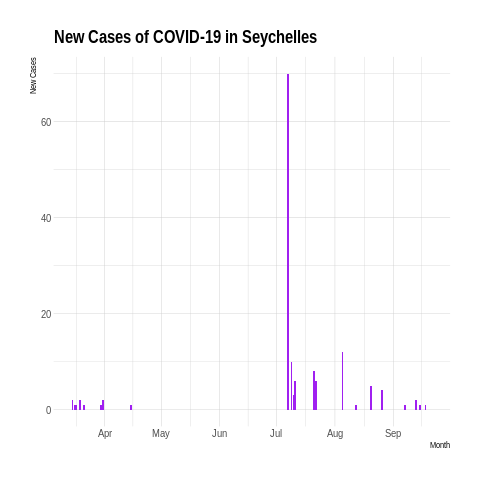 New Cases of COVID-19 in Seychelles
New Cases
60
40
20
0
Apr May Jun Jul Aug Sep
Month